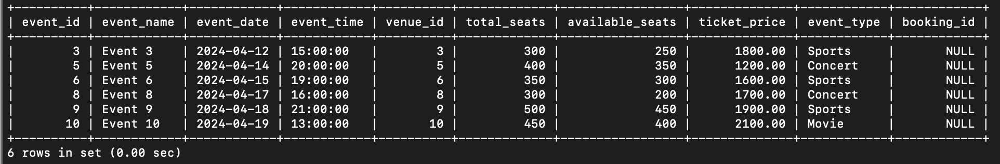 +-----------+------------+------------+------------+----------+-------------+-----------------+--------------+------------+------------+
| event_id | event_name | event_date | event_time | venue_id | total_seats | available_seats | ticket_price | event_type | booking_id |
+-----------+------------+------------+------------+----------+-------------+-----------------+--------------+------------+------------+
| 3 | Event 3 | 2024-04-12 | 15:00:00 | 3 | 300 | 250 | 1800.00 | Sports | NULL |
| 5 | Event 5 | 2024-04-14 | 20:00:00 | 5 | 400 | 350 | 1200.00 | Concert | NULL |
| 6 | Event 6 | 2024-04-15 | 19:00:00 | 6 | 350 | 300 | 1600.00 | Sports | NULL |
| 8 | Event 8 | 2024-04-17 | 16:00:00 | 8 | 300 | 200 | 1700.00 | Concert | NULL |
| 9 | Event 9 | 2024-04-18 | 21:00:00 | 9 | 500 | 450 | 1900.00 | Sports | NULL |
| 10 | Event 10 | 2024-04-19 | 13:00:00 | 10 | 450 | 400 | 2100.00 | Movie | NULL |
+-----------+------------+------------+------------+----------+-------------+-----------------+--------------+------------+------------+
6 rows in set (0.00 sec)